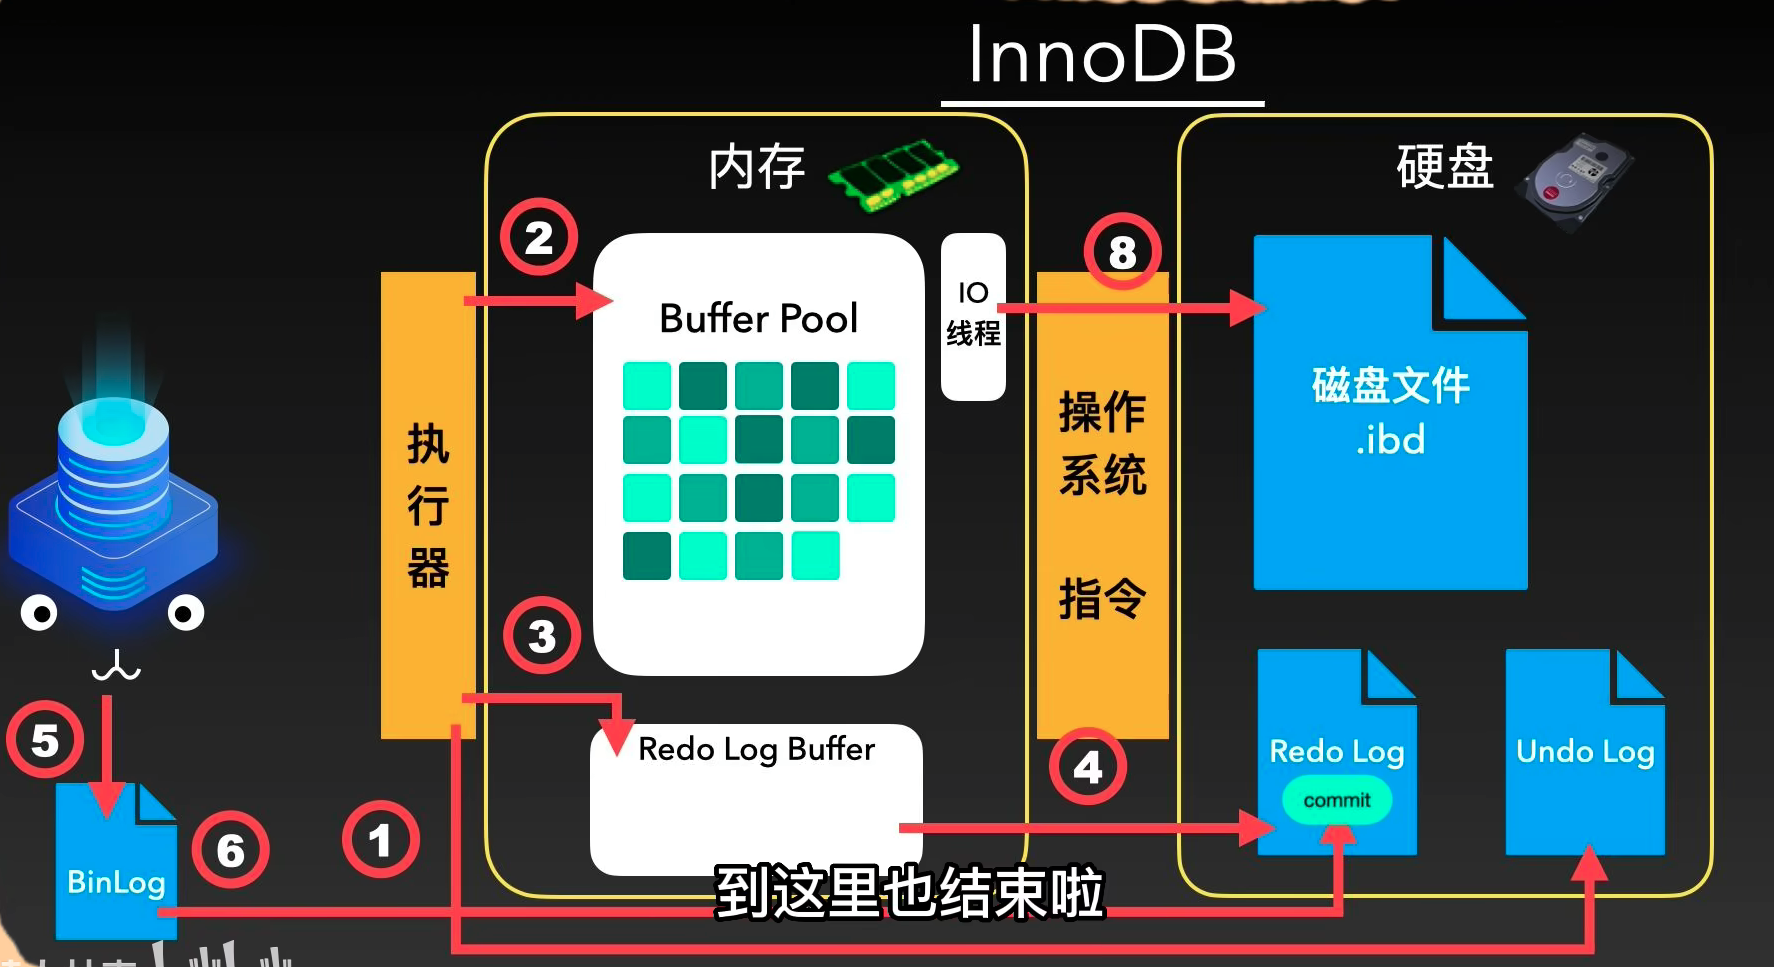 InnoDB
内存
硬盘
②
⑧
IO
线程
Buffer Pool
执
行
器
操作
系统
指令
磁盘文件
.ibd
③
Redo Log Buffer
④
Redo Log
commit
Undo Log
⑤
BinLog
⑥
①
到这里也结束啦